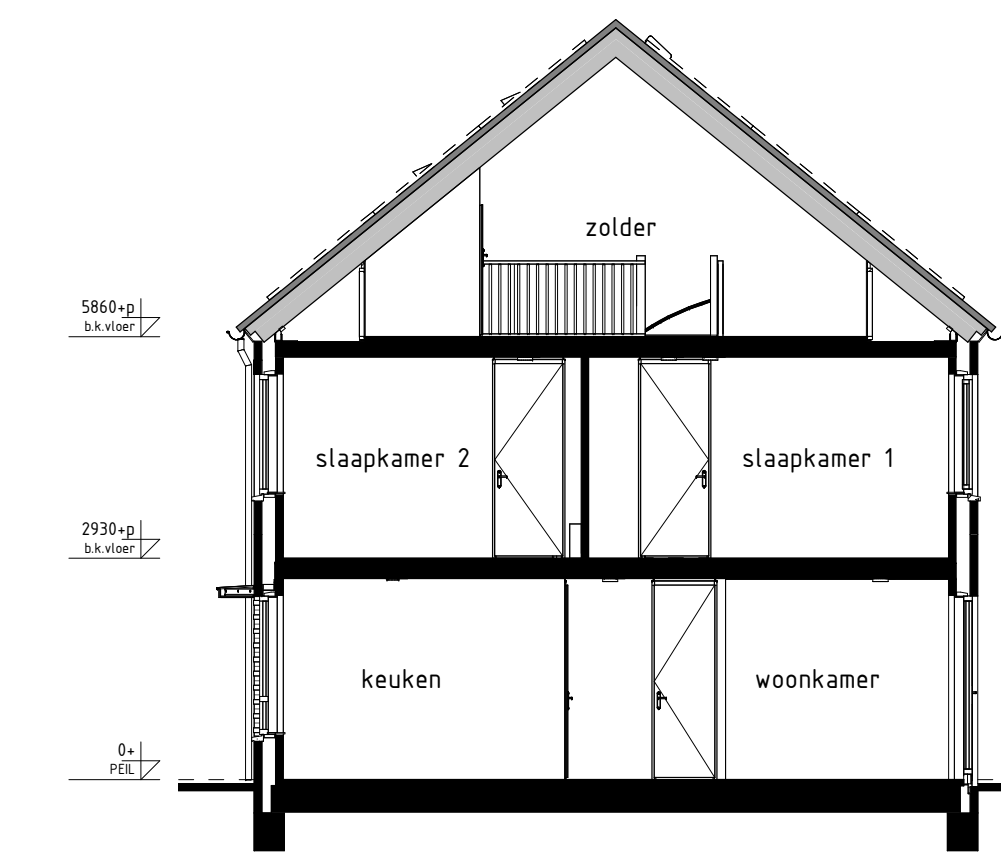 zolder
5860+p
b.k.vloer
slaapkamer 2
slaapkamer 1
2930+p
b.k.vloer
keuken
woonkamer
0+
PEIL